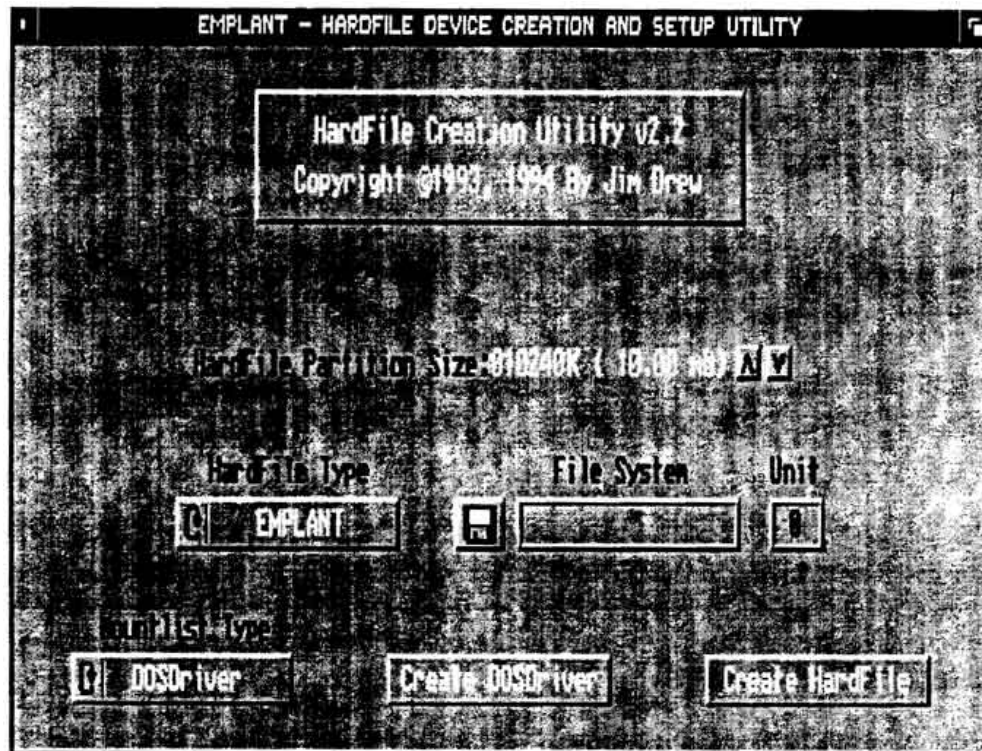 EMPLANT - HARDFILE DEVICE CREATION AND SETUP UTILITY
HardFile Creation Utility v2.2
Copyright @1993, 1994 By Jim Drew
HardFile Partition Size:010240K ( 10.00 mB)
HardFile Type File System Unit
EMPLANT 0
Mountlist Type
DOSDriver Create DOSDriver Create HardFile